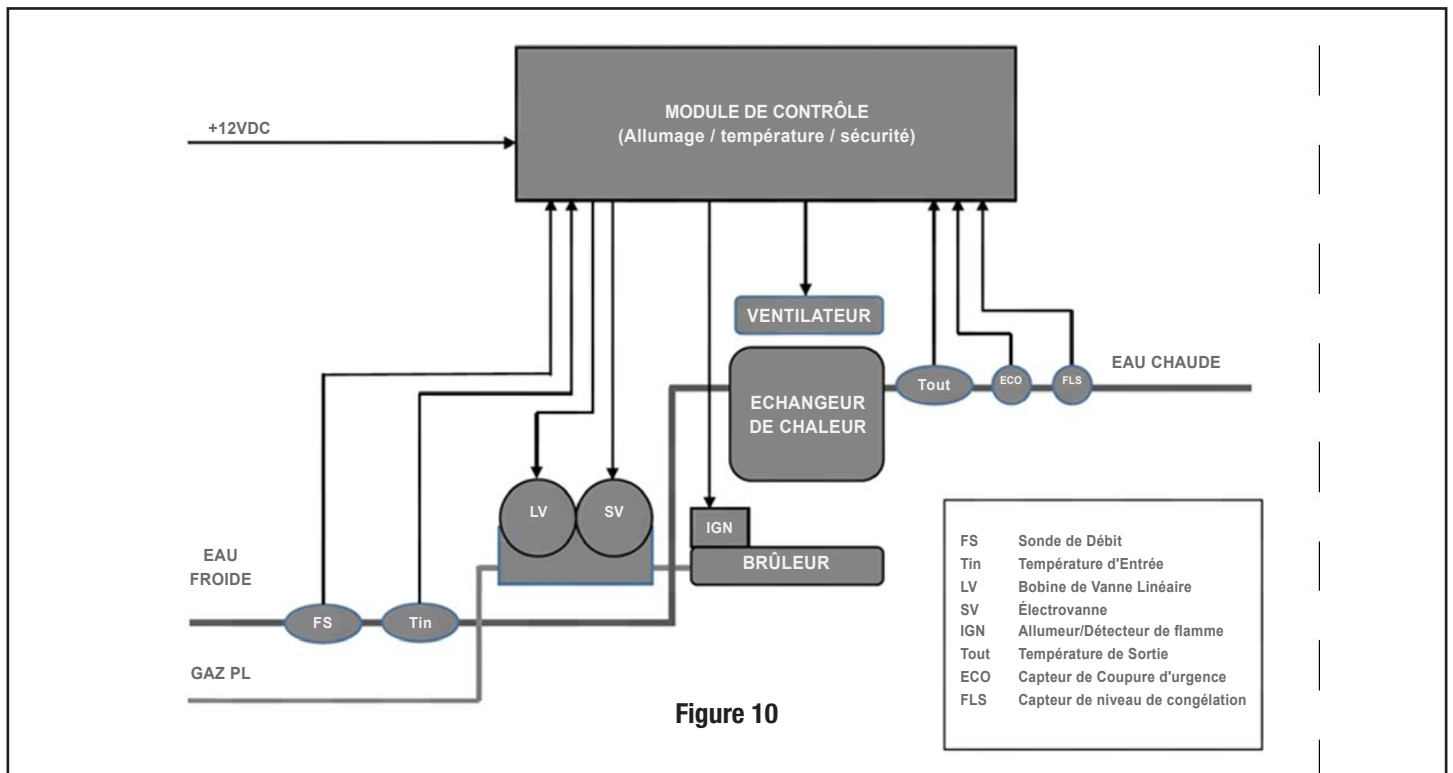 MODULE DE CONTRÔLE
(Allumage / température / sécurité)
+12VDC
VENTILATEUR
EAU CHAUDE
Tout
ECO
FLS
ECHANGEUR
DE CHALEUR
LV
SV
IGN
BRÛLEUR
EAU
FROIDE
FS
Tin
GAZ PL
FS Sonde de Débit
Tin Température d'Entrée
LV Bobine de Vanne Linéaire
SV Électrovanne
IGN Allumeur/Détecteur de flamme
Tout Température de Sortie
ECO Capteur de Coupure d'urgence
FLS Capteur de niveau de congélation
Figure 10